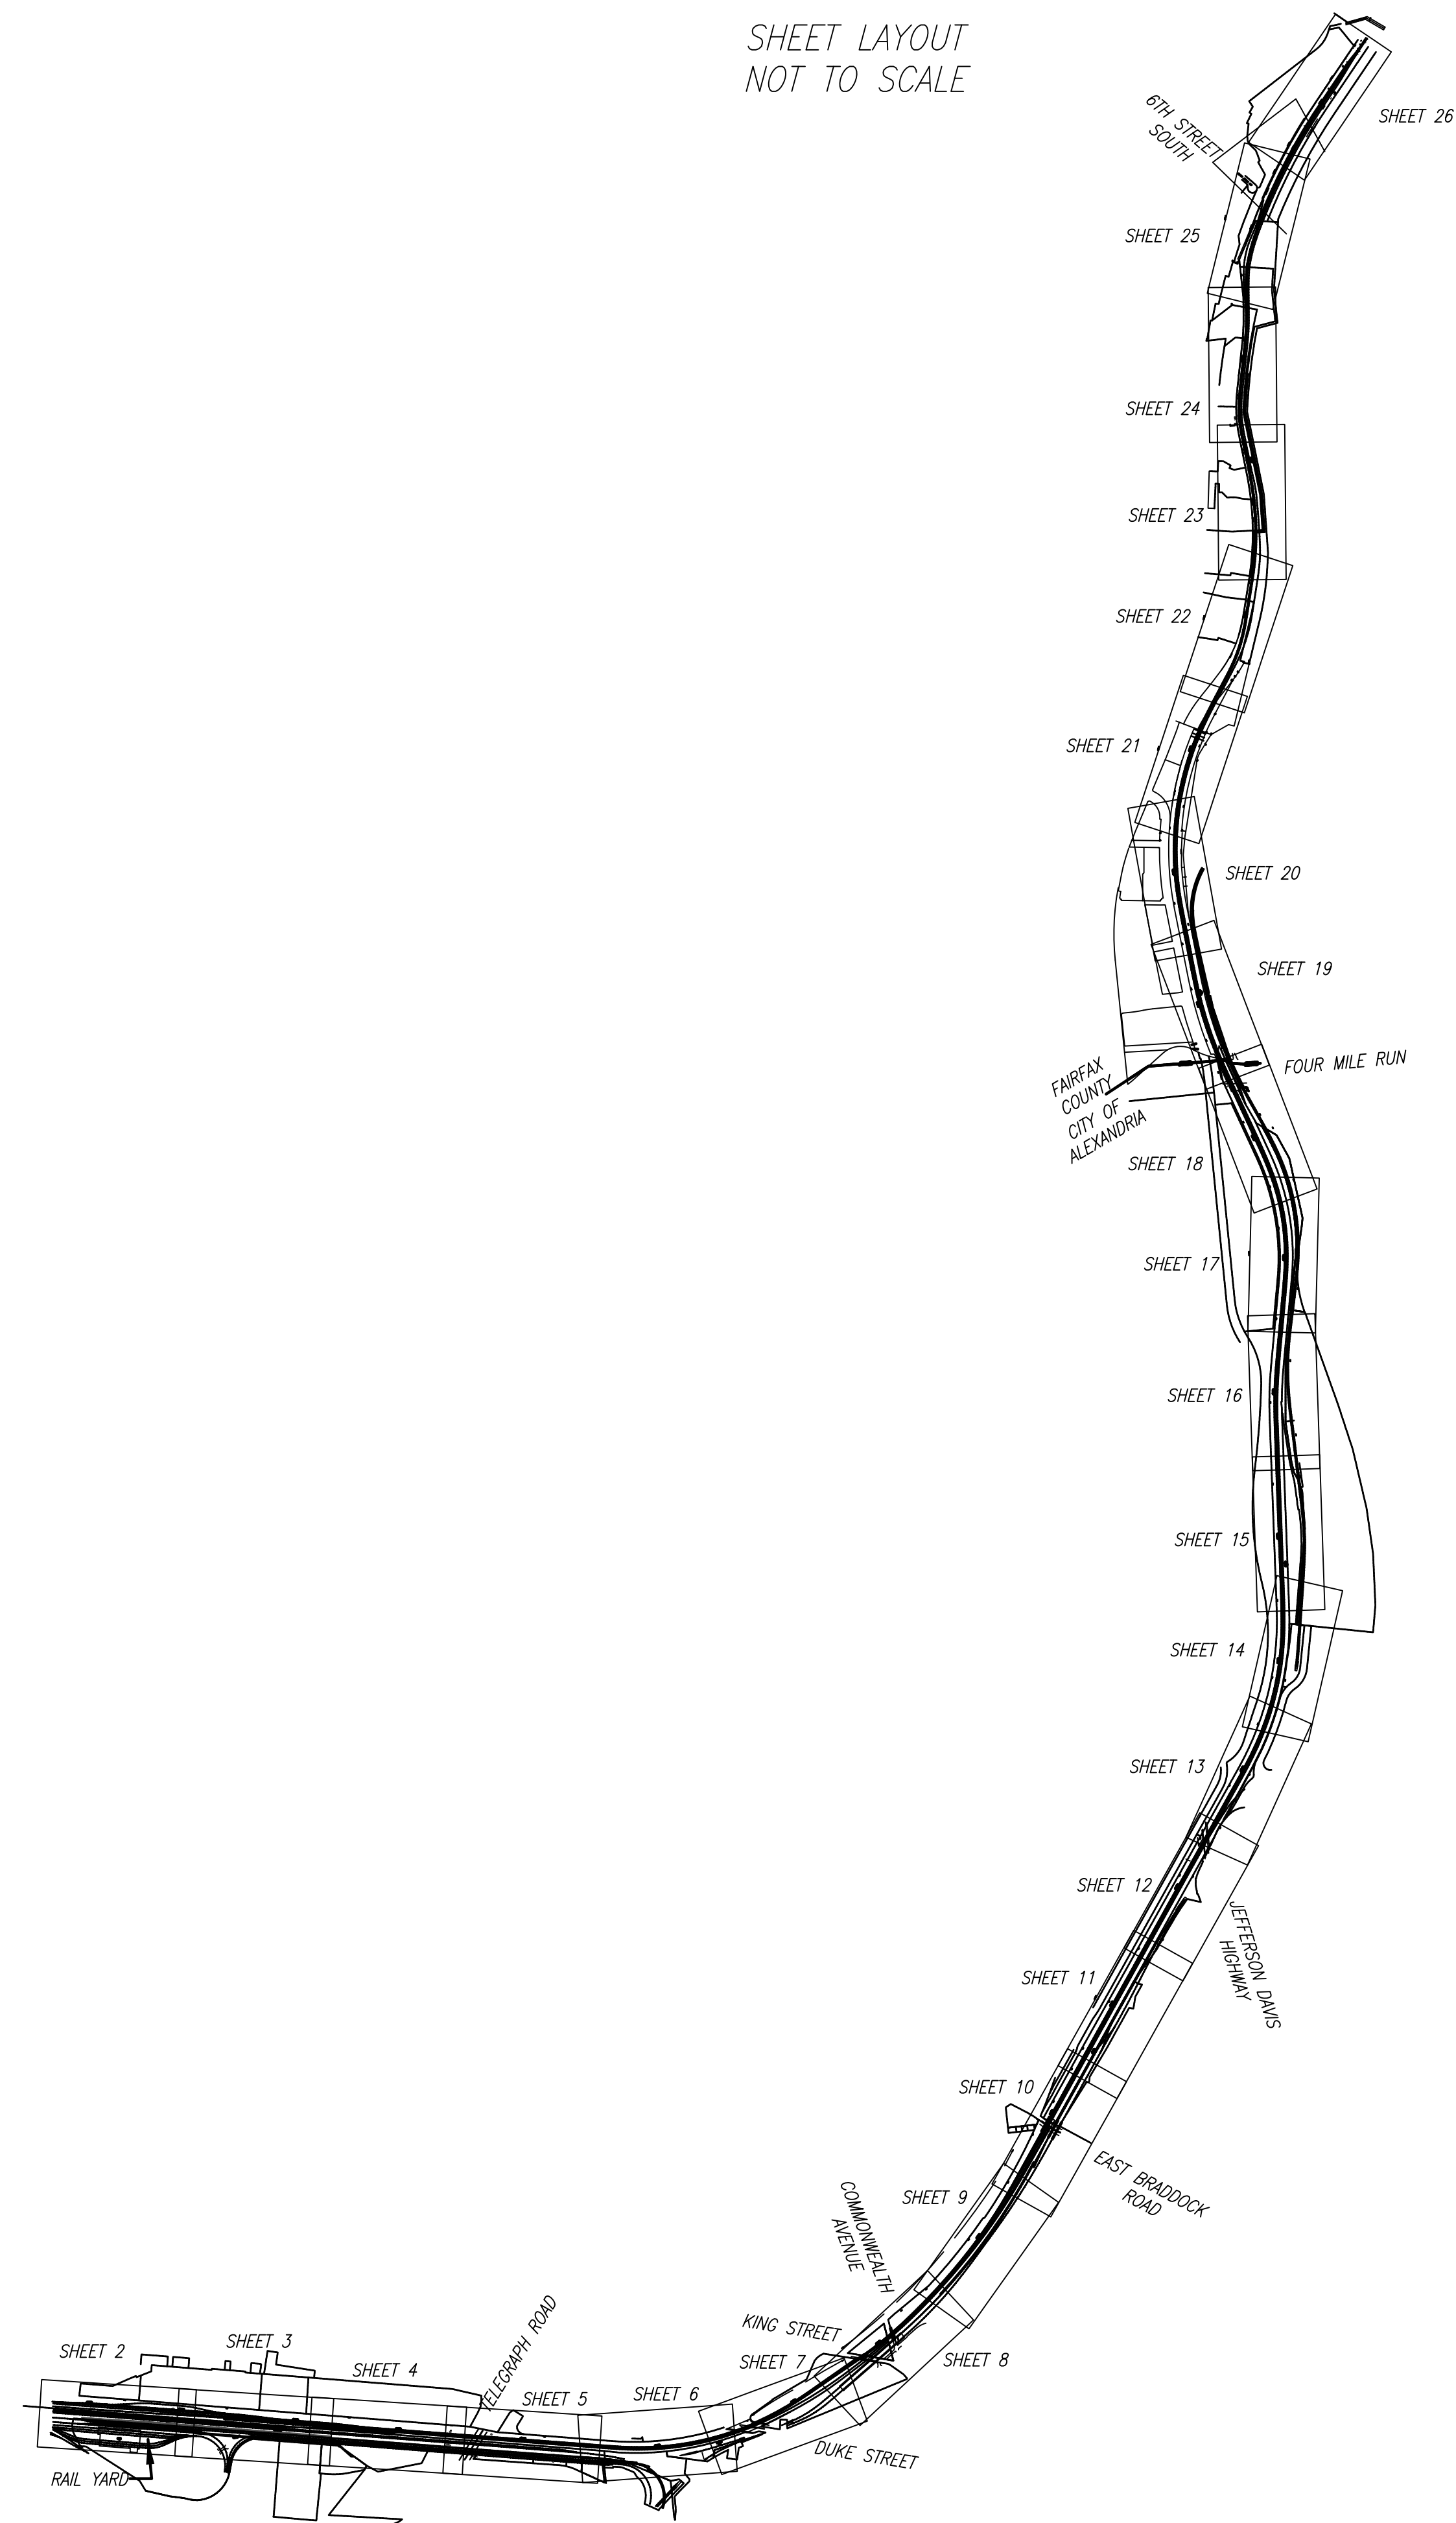 SHEET LAYOUT
NOT TO SCALE
SHEET 26
6TH STREET
SOUTH
SHEET 25
SHEET 24
SHEET 23
SHEET 22
SHEET 21
SHEET 20
SHEET 19
FOUR MILE RUN
FAIRFAX
COUNTY
CITY OF
ALEXANDRIA
SHEET 18
SHEET 17
SHEET 16
SHEET 15
SHEET 14
SHEET 13
SHEET 12
JEFFERSON DAVIS
HIGHWAY
SHEET 11
SHEET 10
EAST BRADDOCK
ROAD
SHEET 9
COMMONWEALTH
AVENUE
KING STREET
SHEET 8
SHEET 7
DUKE STREET
SHEET 6
SHEET 5
TELEGRAPH ROAD
SHEET 4
SHEET 3
SHEET 2
RAIL YARD